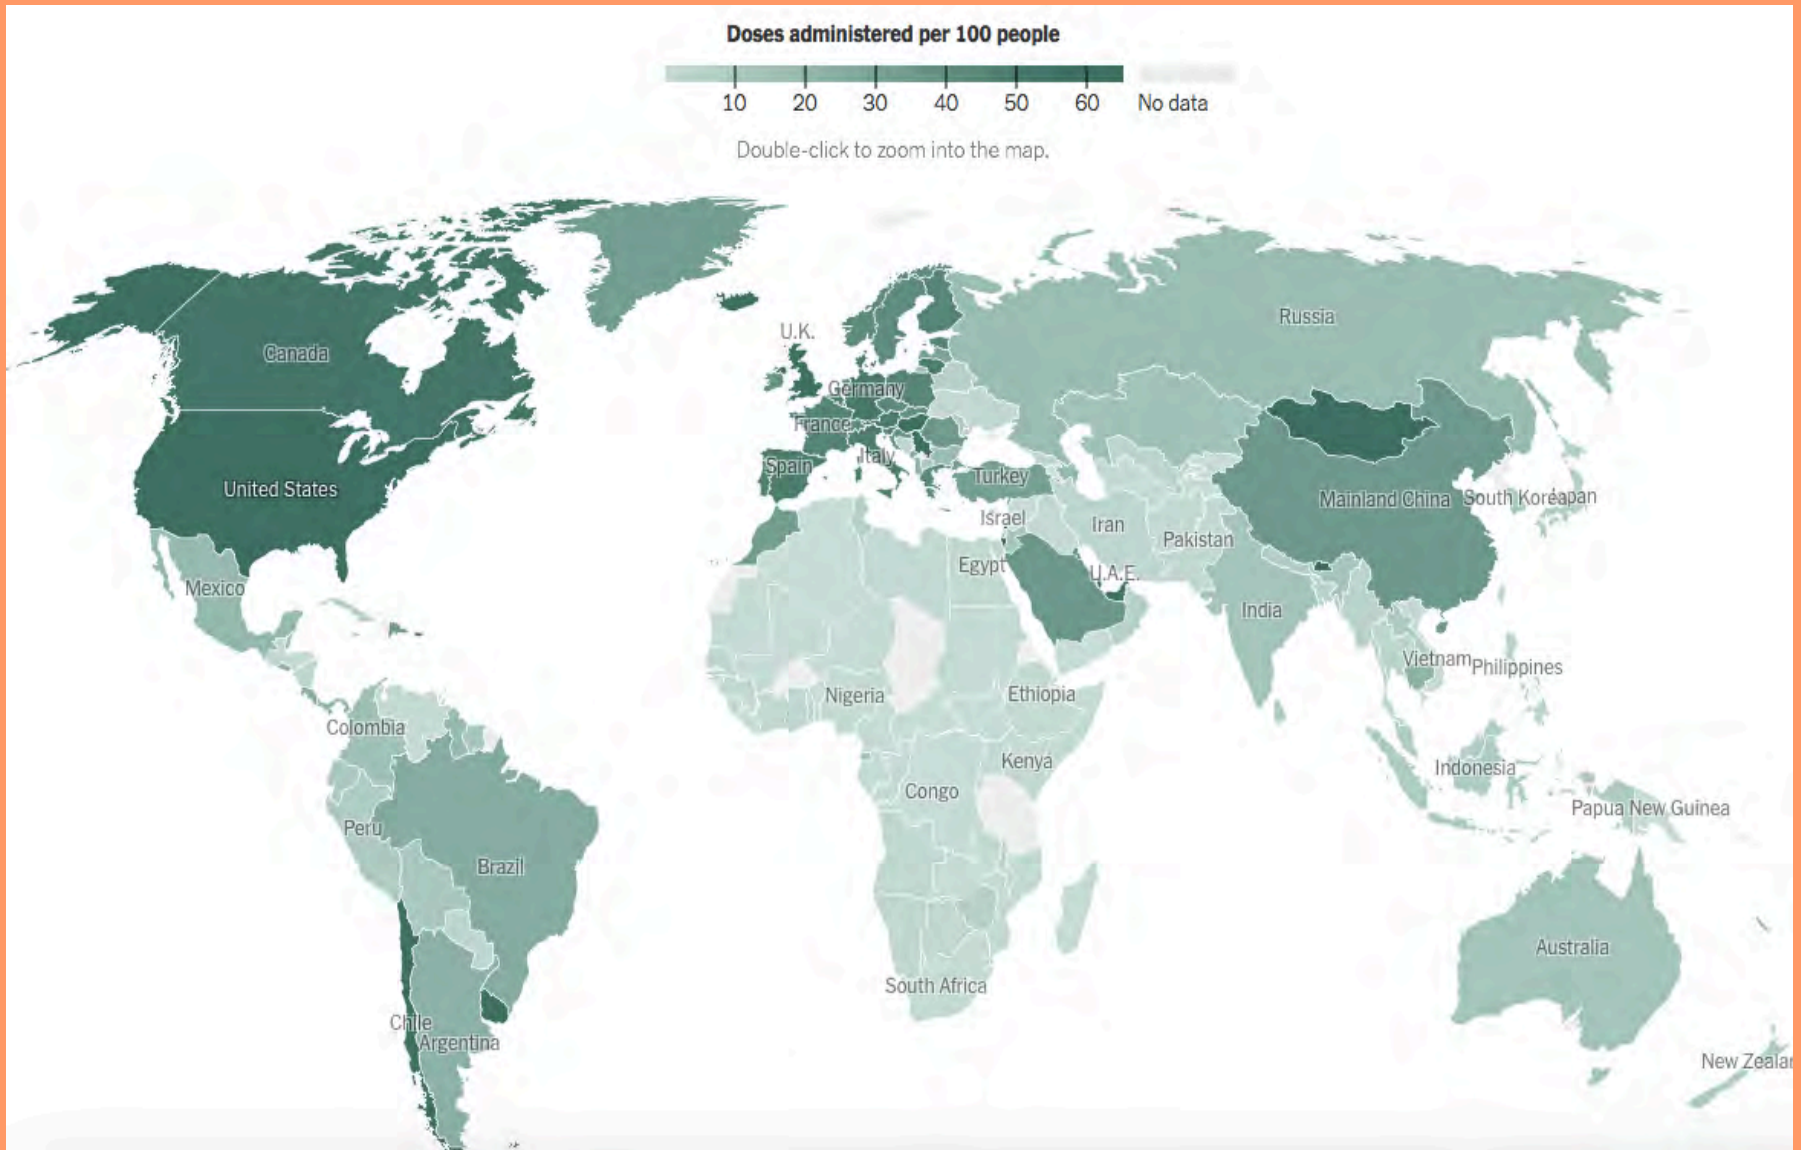 Doses administered per 100 people
10 20 30 40 50 60 No data
Double-click to zoom into the map.
Russia
U.K.
Canada
Germany
France
Italy
Spain
Turkey
United States
Mainland China
South Korea
Japan
Israel
Iran
Pakistan
Egypt
U.A.E.
Mexico
India
Vietnam
Philippines
Nigeria
Ethiopia
Colombia
Kenya
Indonesia
Congo
Papua New Guinea
Peru
Brazil
Australia
South Africa
Chile
Argentina
New Zealan